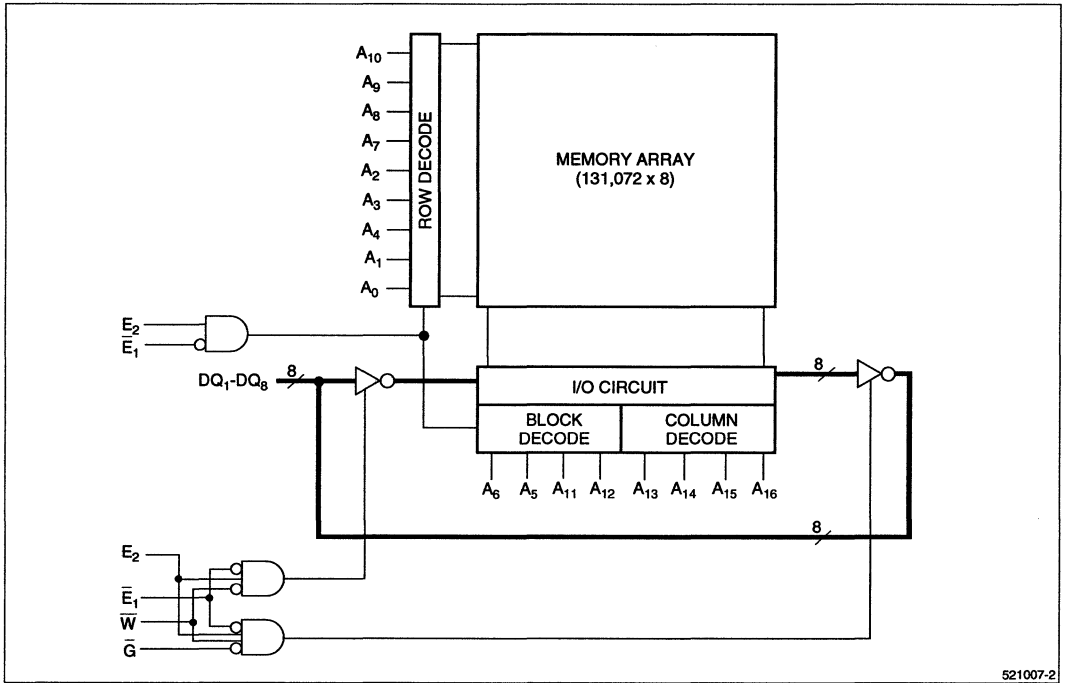 A₁₀
A₉
A₈
A₇
A₂
A₃
A₄
A₁
A₀
ROW DECODE
MEMORY ARRAY
(131,072 x 8)
E₂
E̅₁
DQ₁-DQ₈
8
I/O CIRCUIT
8
BLOCK
DECODE
COLUMN
DECODE
A₆ A₅ A₁₁ A₁₂ A₁₃ A₁₄ A₁₅ A₁₆
8
E₂
E̅₁
W̅
G̅
521007-2